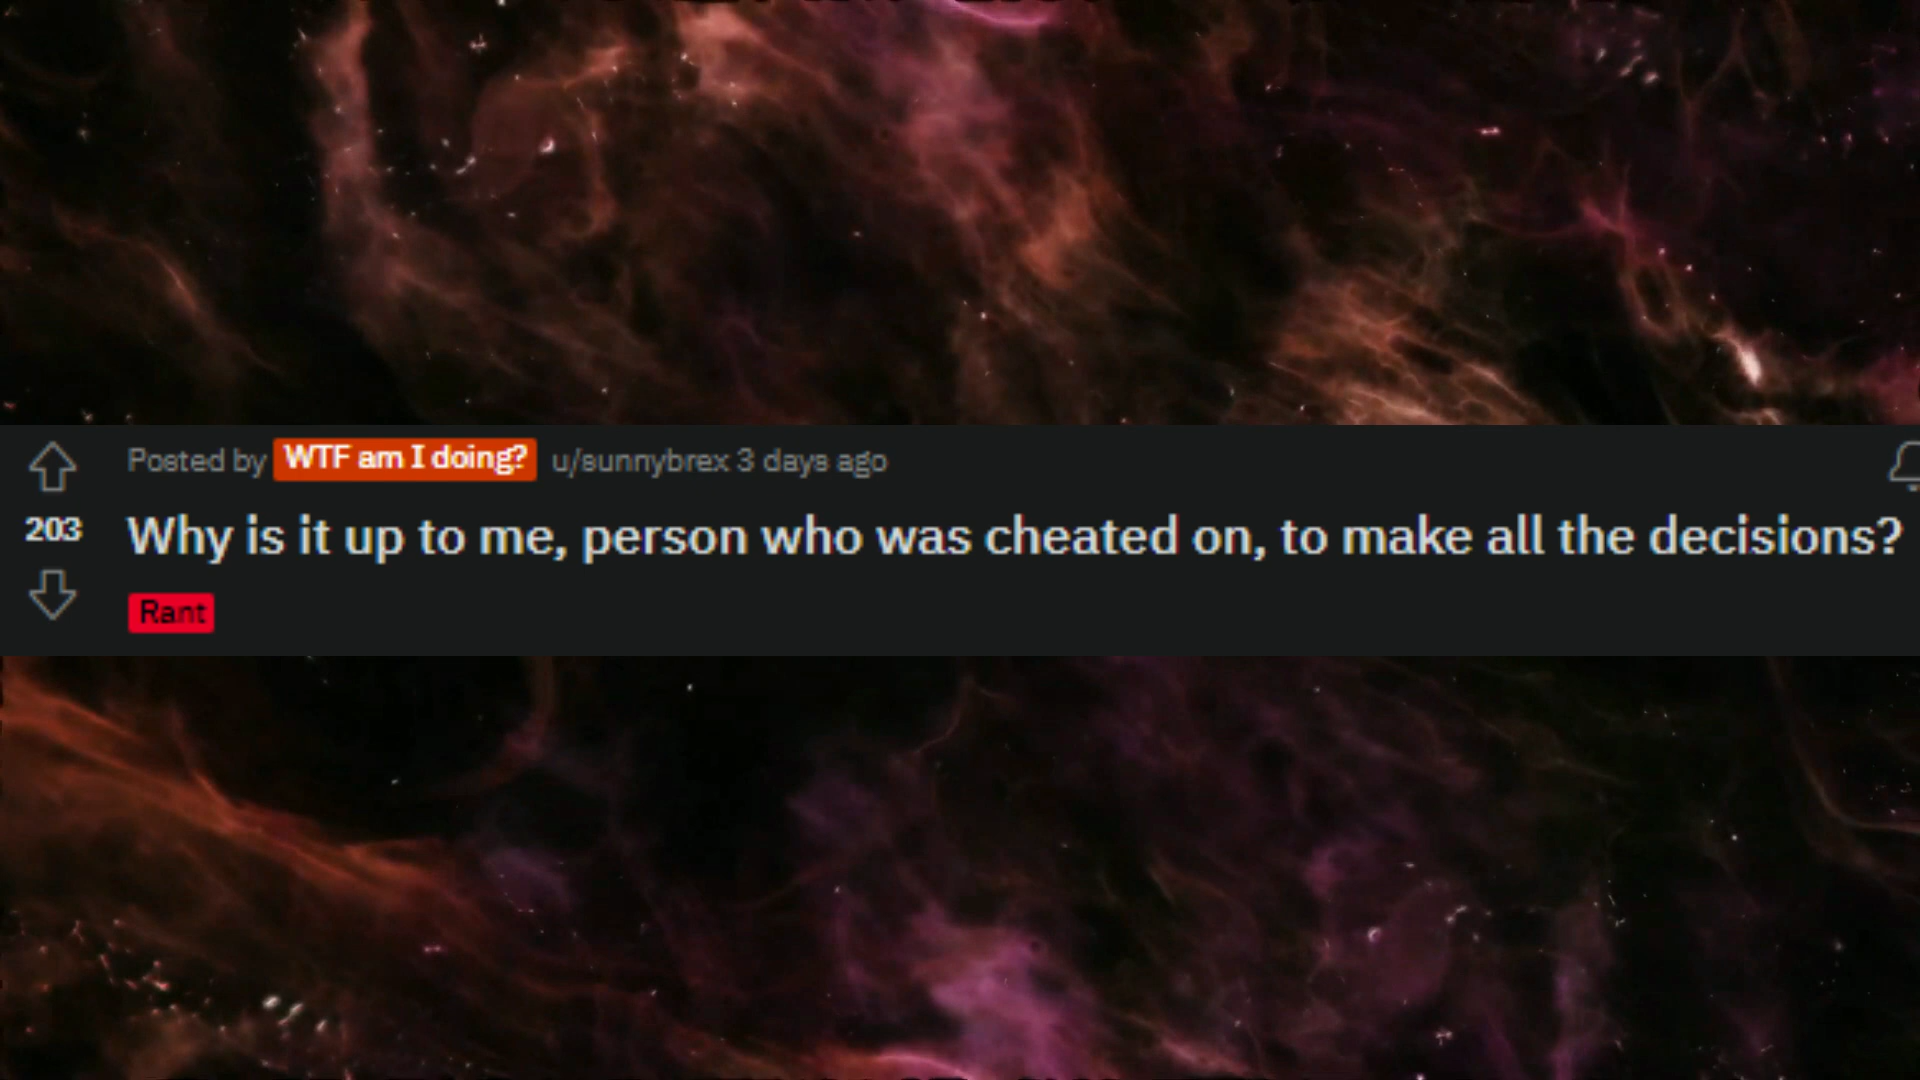 Posted by WTF am I doing? u/sunnybrex 3 days ago
203 Why is it up to me, person who was cheated on, to make all the decisions?
Rant